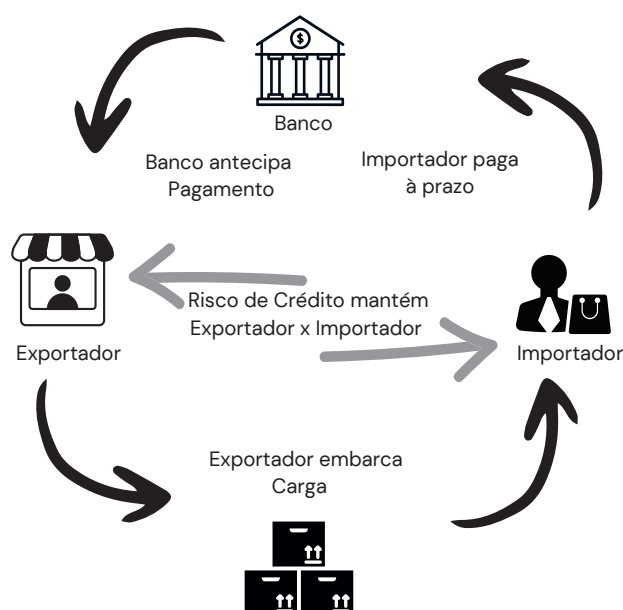 $
Banco
Banco antecipa
Pagamento
Importador paga
à prazo
Risco de Crédito mantém
Exportador x Importador
Exportador
Importador
Exportador embarca
Carga